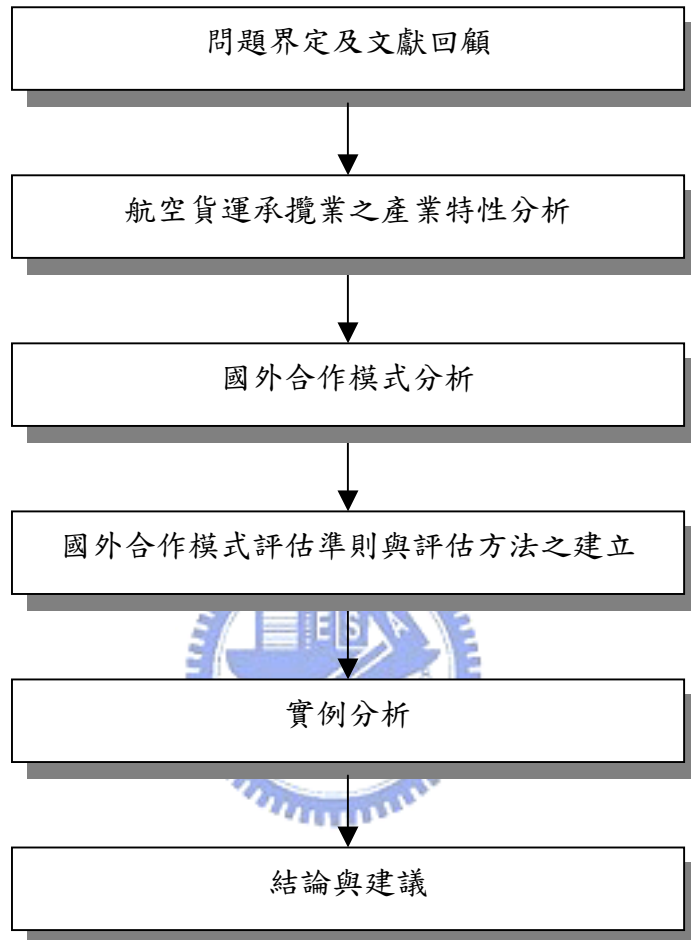 問題界定及文獻回顧
航空貨運承攬業之產業特性分析
國外合作模式分析
國外合作模式評估準則與評估方法之建立
實例分析
結論與建議